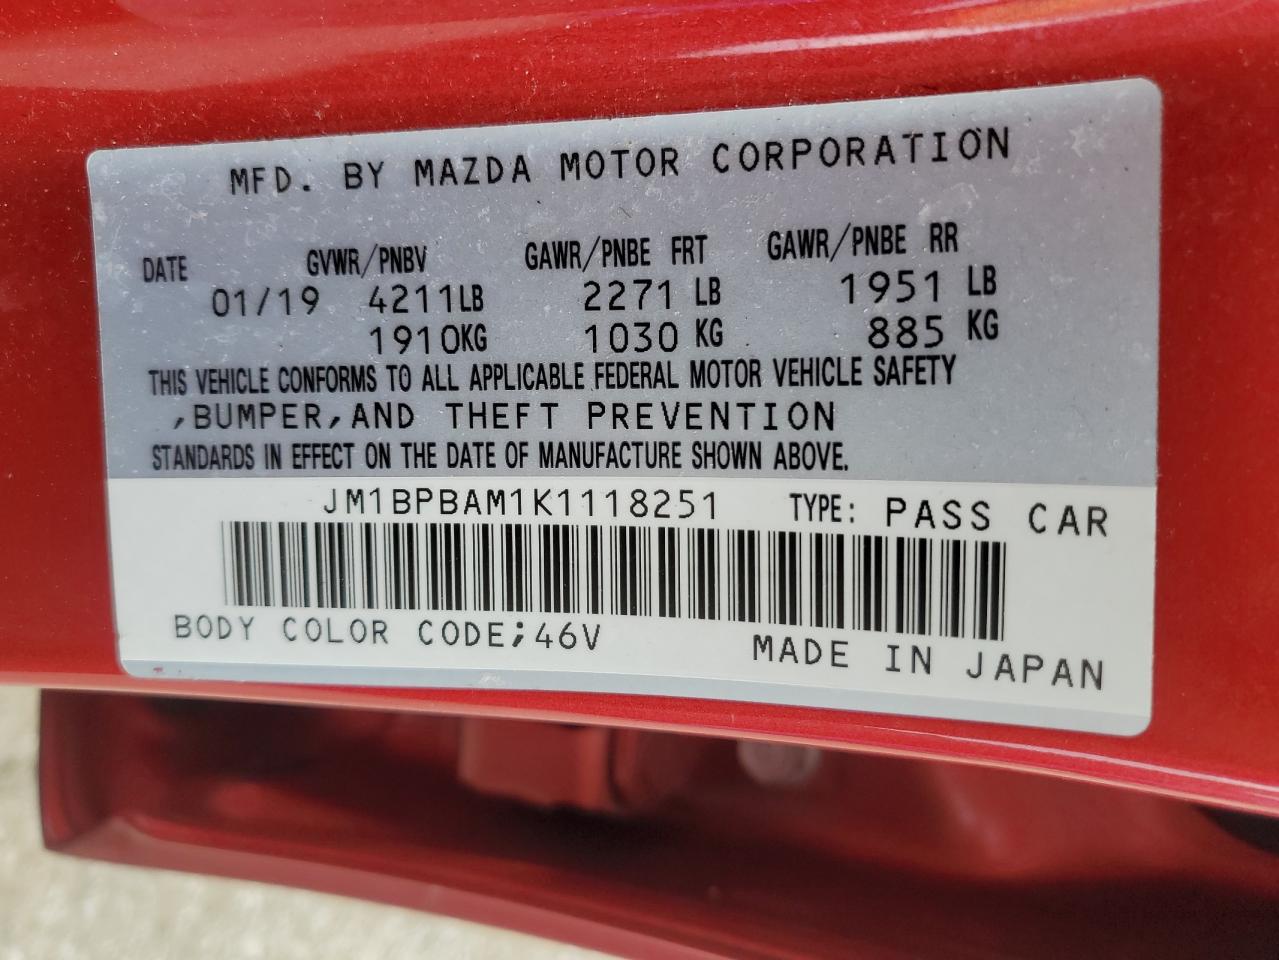 MFD. BY MAZDA MOTOR CORPORATION
DATE GVWR/PNBV GAWR/PNBE FRT GAWR/PNBE RR
01/19 4211LB 2271 LB 1951 LB
1910KG 1030 KG 885 KG
THIS VEHICLE CONFORMS TO ALL APPLICABLE FEDERAL MOTOR VEHICLE SAFETY
,BUMPER,AND THEFT PREVENTION
STANDARDS IN EFFECT ON THE DATE OF MANUFACTURE SHOWN ABOVE.
JM1BPBAM1K1118251 TYPE: PASS CAR
BODY COLOR CODE;46V MADE IN JAPAN